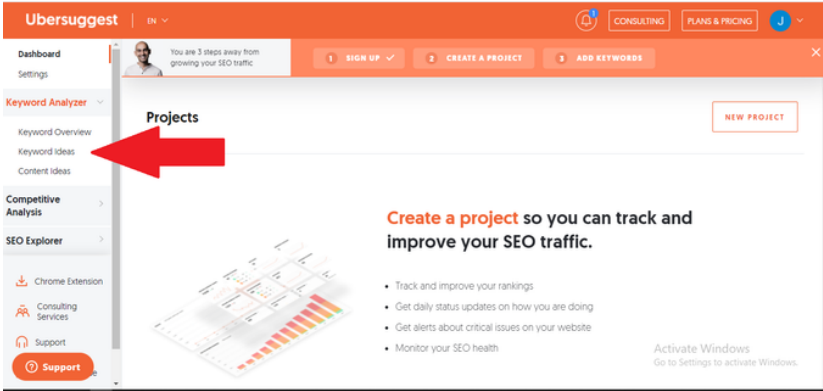 Ubersuggest
EN
CONSULTING
PLANS & PRICING
J
Dashboard
Settings
Keyword Analyzer
Keyword Overview
Keyword Ideas
Content Ideas
Competitive
Analysis
SEO Explorer
Chrome Extension
Consulting
Services
Support
Support
You are 3 steps away from
growing your SEO traffic
1 SIGN UP
2 CREATE A PROJECT
3 ADD KEYWORDS
Projects
NEW PROJECT
Create a project so you can track and
improve your SEO traffic.
Track and improve your rankings
Get daily status updates on how you are doing
Get alerts about critical issues on your website
Monitor your SEO health
Activate Windows
Go to Settings to activate Windows.